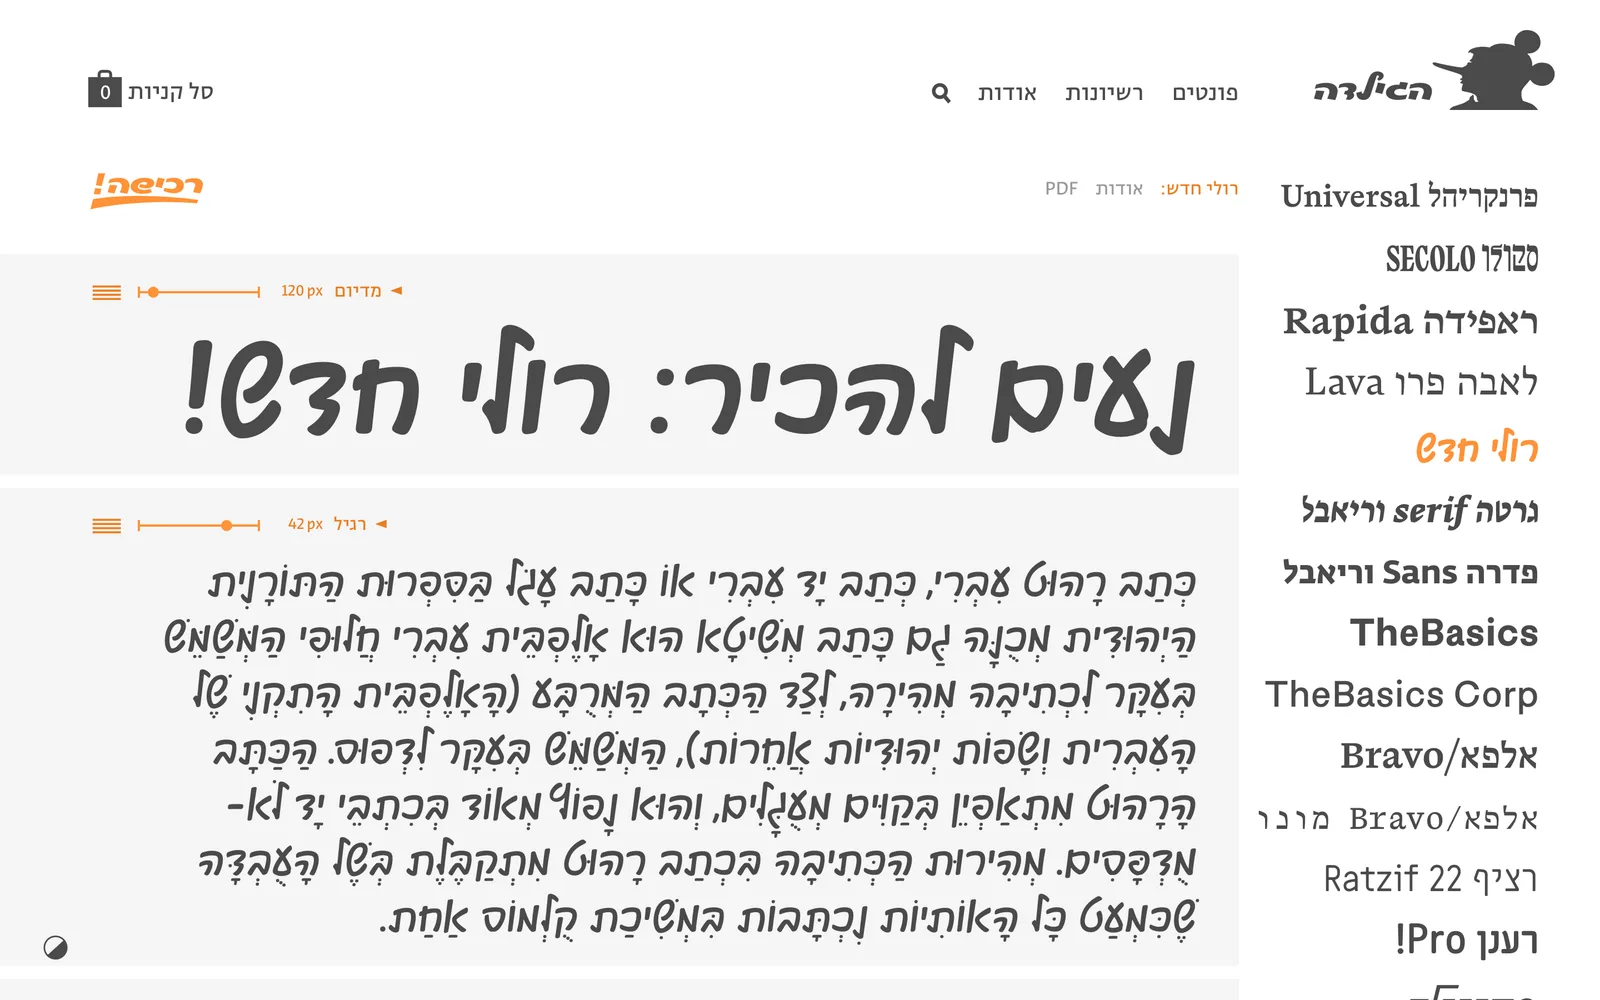 הגילדה
פונטים
רשיונות
אודות
סל קניות
0
רולי חדש:
אודות
PDF
רכישה!
פרנקריהל Universal
סקולו SECOLO
ראפידה Rapida
לאבה פרו Lava
רולי חדש
גרטה serif וריאבל
פדרה Sans וריאבל
TheBasics
TheBasics Corp
אלפא/Bravo
אלפא/Bravo מונו
רציף Ratzif 22
רענן Pro!
◄ מדיום 120 px
נעים להכיר: רולי חדש!
◄ רגיל 42 px
כְּתַב רָהוּט עִבְרִי, כְּתַב יָד עִבְרִי אוֹ כְּתַב עָגֹל בַּסִּפְרוּת הַתּוֹרָנִית
הַיְהוּדִית מְכֻנֶּה גַּם כְּתַב מְשִׁיטָא הוּא אָלֶפְבֵּית עִבְרִי חֲלוּפִי הַמְּשַׁמֵּשׁ
בְּעִקָּר לִכְתִיבָה מְהִירָה, לְצַד הַכְּתָב הַמְּרֻבָּע (הָאָלֶפְבֵּית הַתִּקְנִי שֶׁל
הָעִבְרִית וְשָׂפוֹת יְהוּדִיּוֹת אֲחֵרוֹת), הַמְּשַׁמֵּשׁ בְּעִקָּר לִדְפוּס. הַכְּתָב
הָרָהוּט מִתְאַפְיֵן בְּקַוִּים מְעֻגָּלִים, וְהוּא נָפוֹץ מְאוֹד בְּכִתְבֵי יָד לֹא-
מֻדְפָּסִים. מְהִירוּת הַכְּתִיבָה בִּכְתַב רָהוּט מִתְקַבֶּלֶת בְּשֶׁל הָעֻבְדָּה
שֶׁכִּמְעַט כָּל הָאוֹתִיּוֹת נִכְתָּבוֹת בִּמְשִׁיכַת קֻלְמוֹס אַחַת.